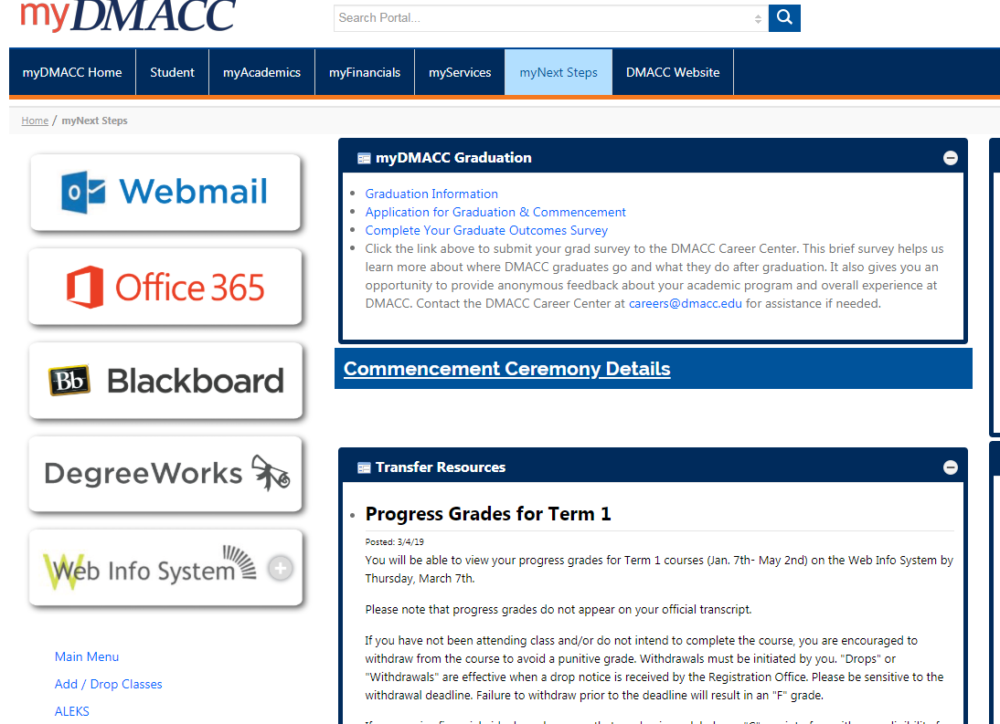 myDMACC
Search Portal...
myDMACC Home
Student
myAcademics
myFinancials
myServices
myNext Steps
DMACC Website
Home / myNext Steps
Webmail
Office 365
Bb Blackboard
DegreeWorks
Web Info System
Main Menu
Add / Drop Classes
ALEKS
myDMACC Graduation
Graduation Information
Application for Graduation & Commencement
Complete Your Graduate Outcomes Survey
Click the link above to submit your grad survey to the DMACC Career Center. This brief survey helps us
learn more about where DMACC graduates go and what they do after graduation. It also gives you an
opportunity to provide anonymous feedback about your academic program and overall experience at
DMACC. Contact the DMACC Career Center at careers@dmacc.edu for assistance if needed.
Commencement Ceremony Details
Transfer Resources
Progress Grades for Term 1
Posted: 3/4/19
You will be able to view your progress grades for Term 1 courses (Jan. 7th- May 2nd) on the Web Info System by
Thursday, March 7th.
Please note that progress grades do not appear on your official transcript.
If you have not been attending class and/or do not intend to complete the course, you are encouraged to
withdraw from the course to avoid a punitive grade. Withdrawals must be initiated by you. "Drops" or
"Withdrawals" are effective when a drop notice is received by the Registration Office. Please be sensitive to the
withdrawal deadline. Failure to withdraw prior to the deadline will result in an "F" grade.